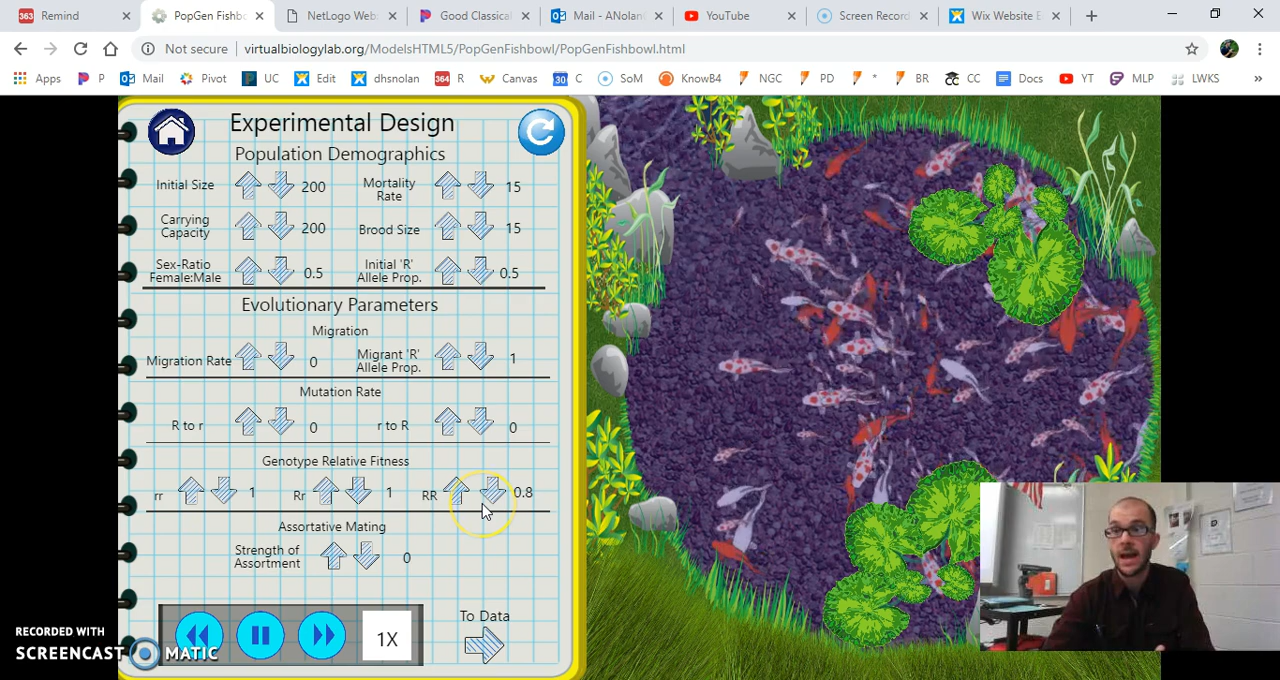 Remind
PopGen Fishb
NetLogo Web
Good Classical
Mail - ANolan
YouTube
Screen Record
Wix Website E
Not secure
virtualbiologylab.org/ModelsHTML5/PopGenFishbowl/PopGenFishbowl.html
Apps P Mail Pivot UC Edit dhsnolan 364 R Canvas 30 C SoM KnowB4 NGC PD * BR CC Docs YT MLP LWKS »
Experimental Design
Population Demographics
Initial Size 200 Mortality Rate 15
Carrying Capacity 200 Brood Size 15
Sex-Ratio Female:Male 0.5 Initial 'R' Allele Prop. 0.5
Evolutionary Parameters
Migration
Migration Rate 0 Migrant 'R' Allele Prop. 1
Mutation Rate
R to r 0 r to R 0
Genotype Relative Fitness
rr 1 Rr 1 RR 0.8
Assortative Mating
Strength of Assortment 0
1X
To Data
RECORDED WITH
SCREENCAST MATIC